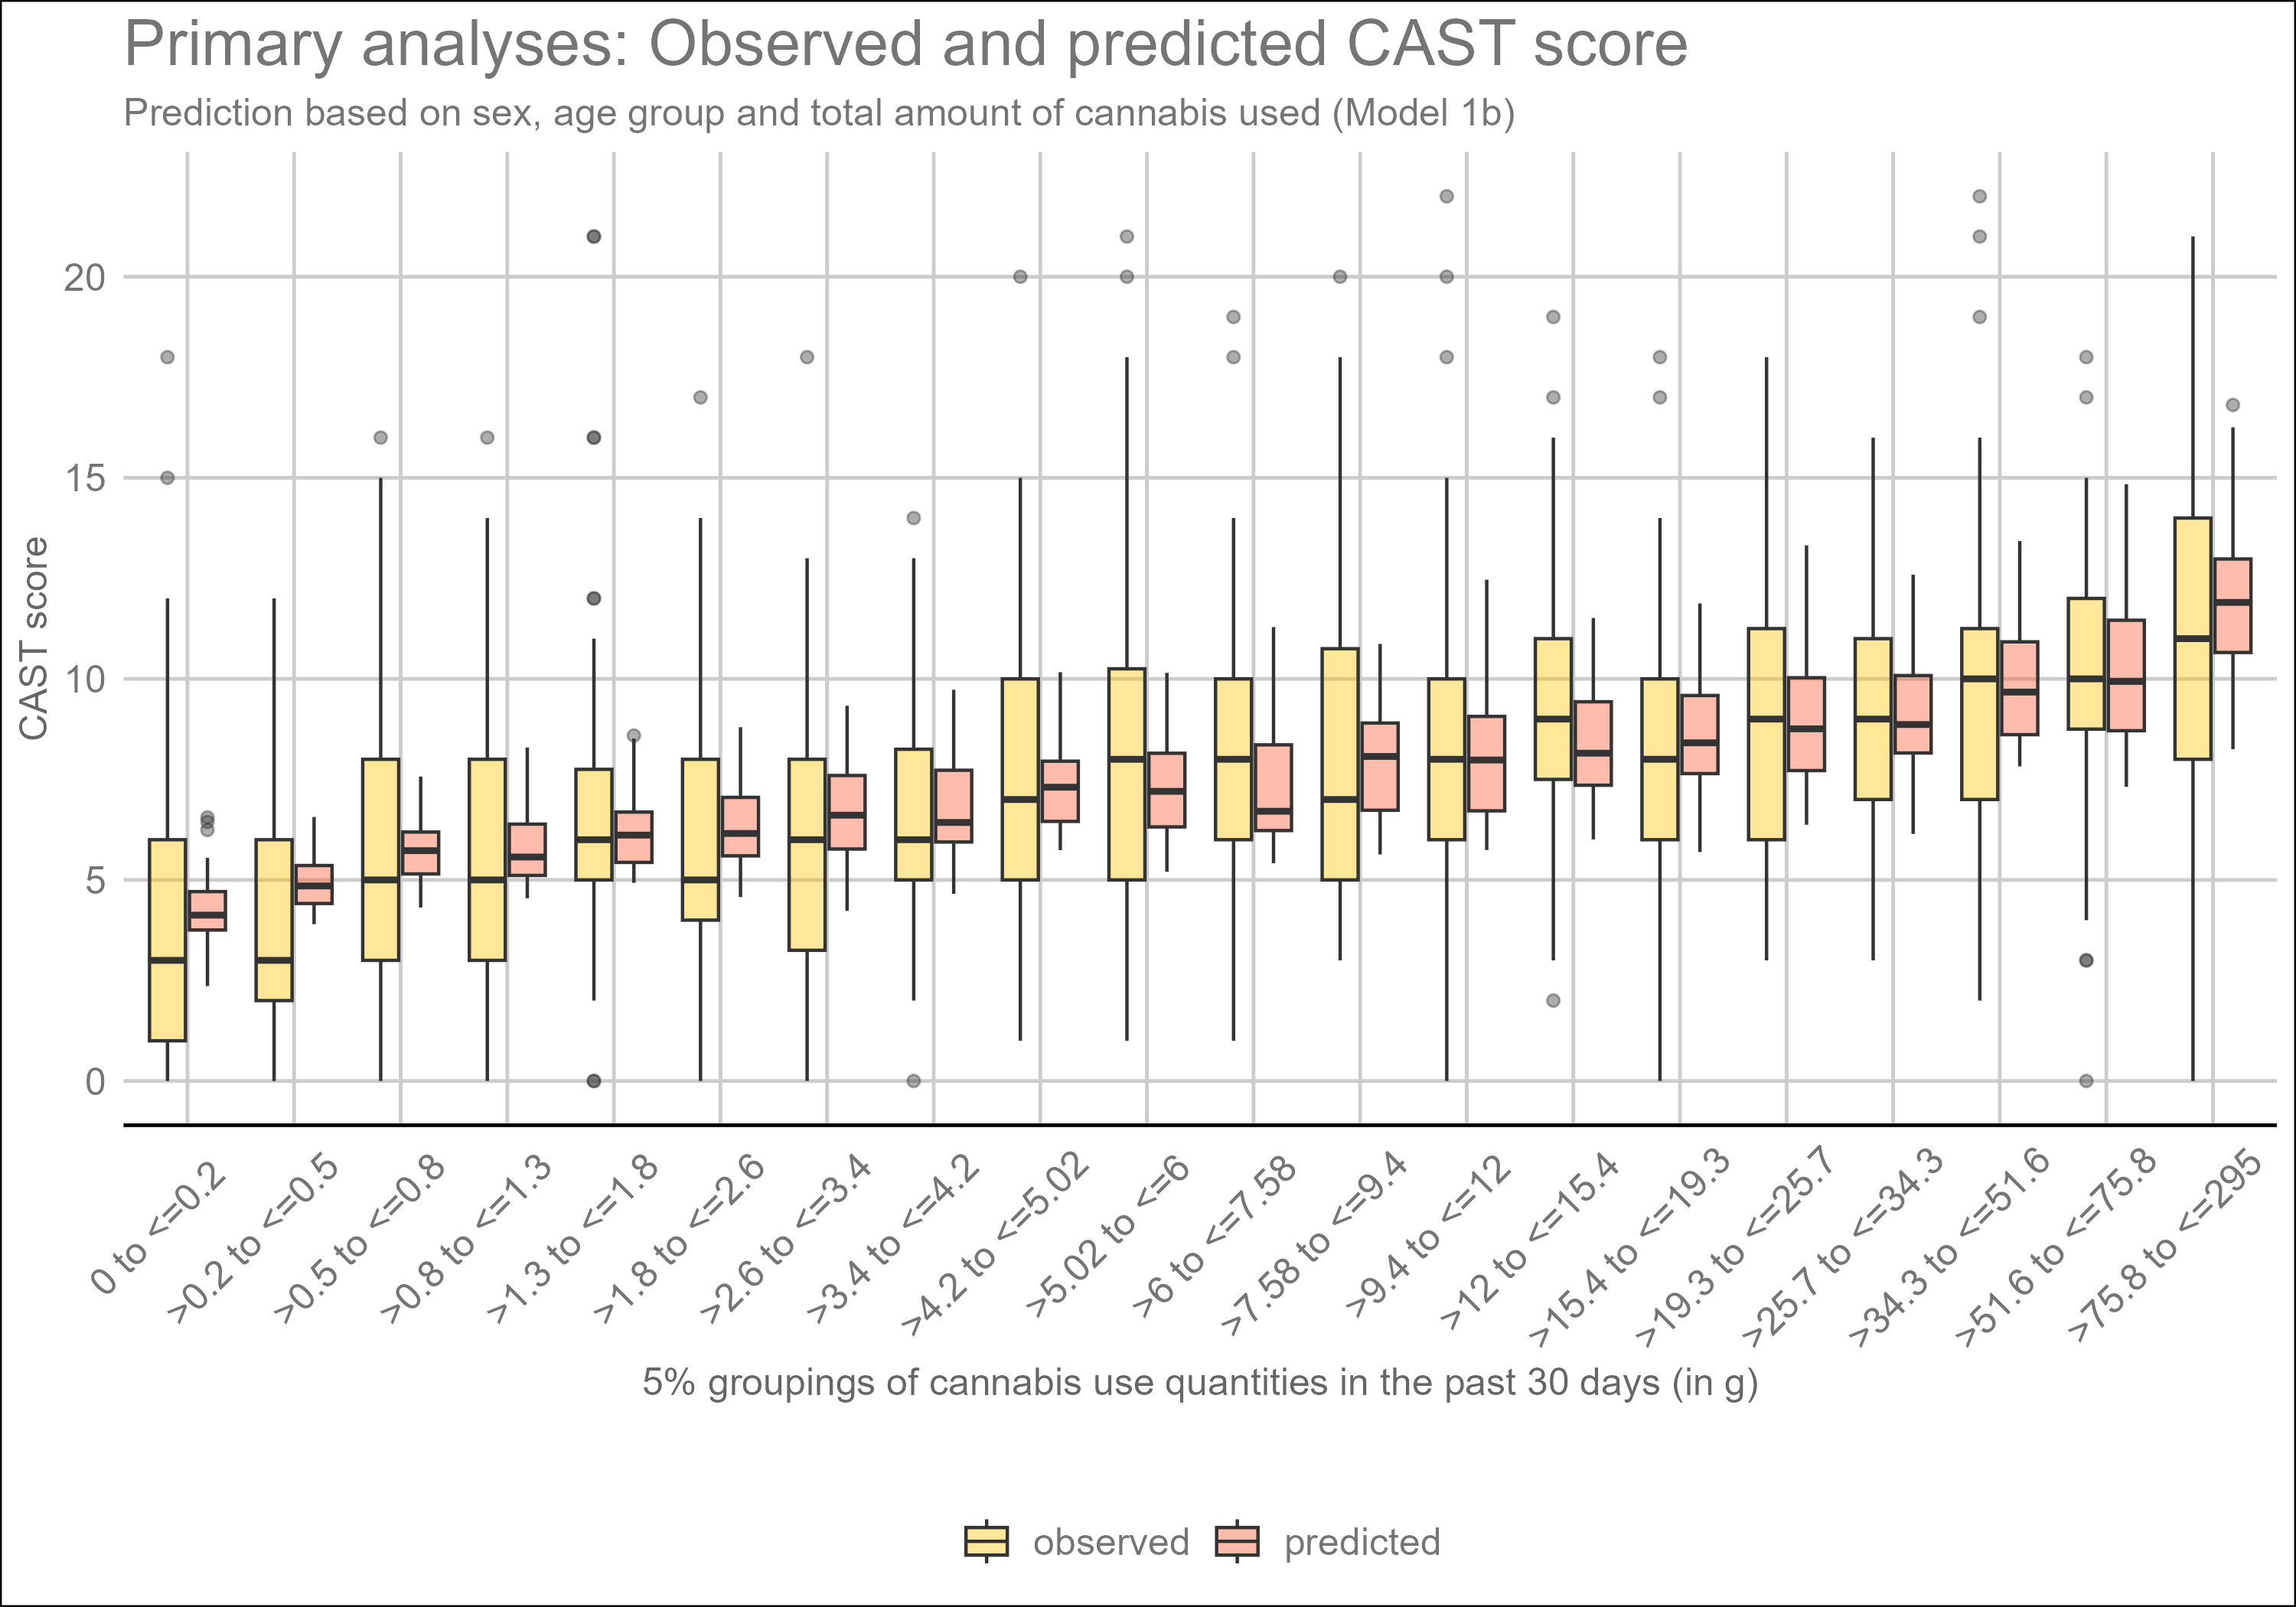 Primary analyses: Observed and predicted CAST score
Prediction based on sex, age group and total amount of cannabis used (Model 1b)
CAST score
20
15
10
5
0
0 to <=0.2
>0.2 to <=0.5
>0.5 to <=0.8
>0.8 to <=1.3
>1.3 to <=1.8
>1.8 to <=2.6
>2.6 to <=3.4
>3.4 to <=4.2
>4.2 to <=5.02
>5.02 to <=6
>6 to <=7.58
>7.58 to <=9.4
>9.4 to <=12
>12 to <=15.4
>15.4 to <=19.3
>19.3 to <=25.7
>25.7 to <=34.3
>34.3 to <=51.6
>51.6 to <=75.8
>75.8 to <=295
5% groupings of cannabis use quantities in the past 30 days (in g)
observed predicted